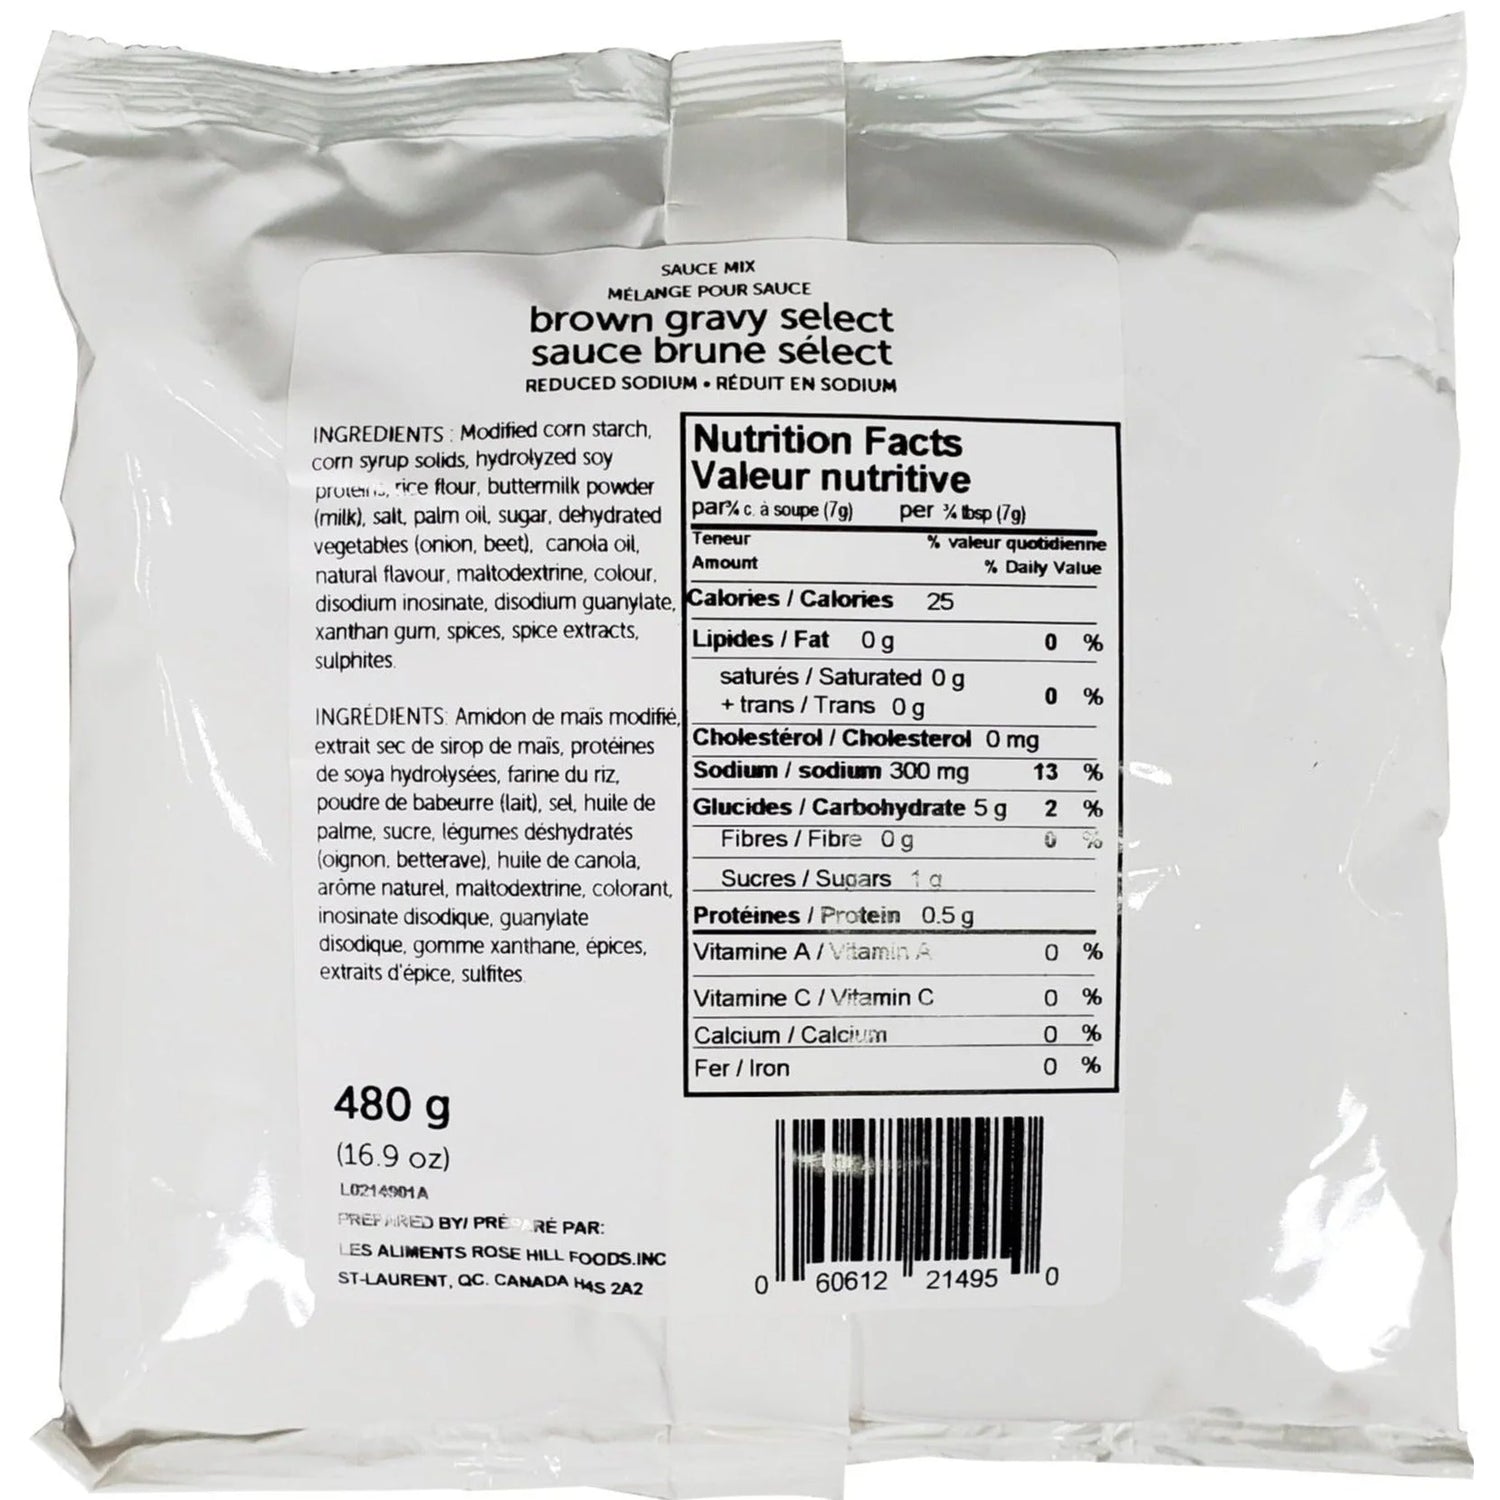 SAUCE MIX
MÉLANGE POUR SAUCE
brown gravy select
sauce brune sélect
REDUCED SODIUM • RÉDUIT EN SODIUM
INGREDIENTS : Modified corn starch,
corn syrup solids, hydrolyzed soy
proteins, rice flour, buttermilk powder
(milk), salt, palm oil, sugar, dehydrated
vegetables (onion, beet), canola oil,
natural flavour, maltodextrine, colour,
disodium inosinate, disodium guanylate,
xanthan gum, spices, spice extracts,
sulphites.
INGRÉDIENTS: Amidon de maïs modifié,
extrait sec de sirop de maïs, protéines
de soya hydrolysées, farine du riz,
poudre de babeurre (lait), sel, huile de
palme, sucre, légumes déshydratés
(oignon. betterave), huile de canola,
arôme naturel, maltodextrine, colorant,
inosinate disodique, guanylate
disodique, gomme xanthane, épices,
extraits d'épice, sulfites.
480 g
(16.9 oz)
L0214901A
PREPARED BY/ PRÉPARÉ PAR:
LES ALIMENTS ROSE HILL FOODS.INC
ST-LAURENT, QC. CANADA H4S 2A2
Nutrition Facts
Valeur nutritive
par¾ c. à soupe (7g) per ¾ tbsp (7g)
Teneur % valeur quotidienne
Amount % Daily Value
Calories / Calories 25
Lipides / Fat 0 g 0 %
saturés / Saturated 0 g
+ trans / Trans 0 g 0 %
Cholestérol / Cholesterol 0 mg
Sodium / sodium 300 mg 13 %
Glucides / Carbohydrate 5 g 2 %
Fibres / Fibre 0 g 0 %
Sucres / Sugars 1 g
Protéines / Protein 0.5 g
Vitamine A / Vitamin A 0 %
Vitamine C / Vitamin C 0 %
Calcium / Calcium 0 %
Fer / Iron 0 %
0 60612 21495 0